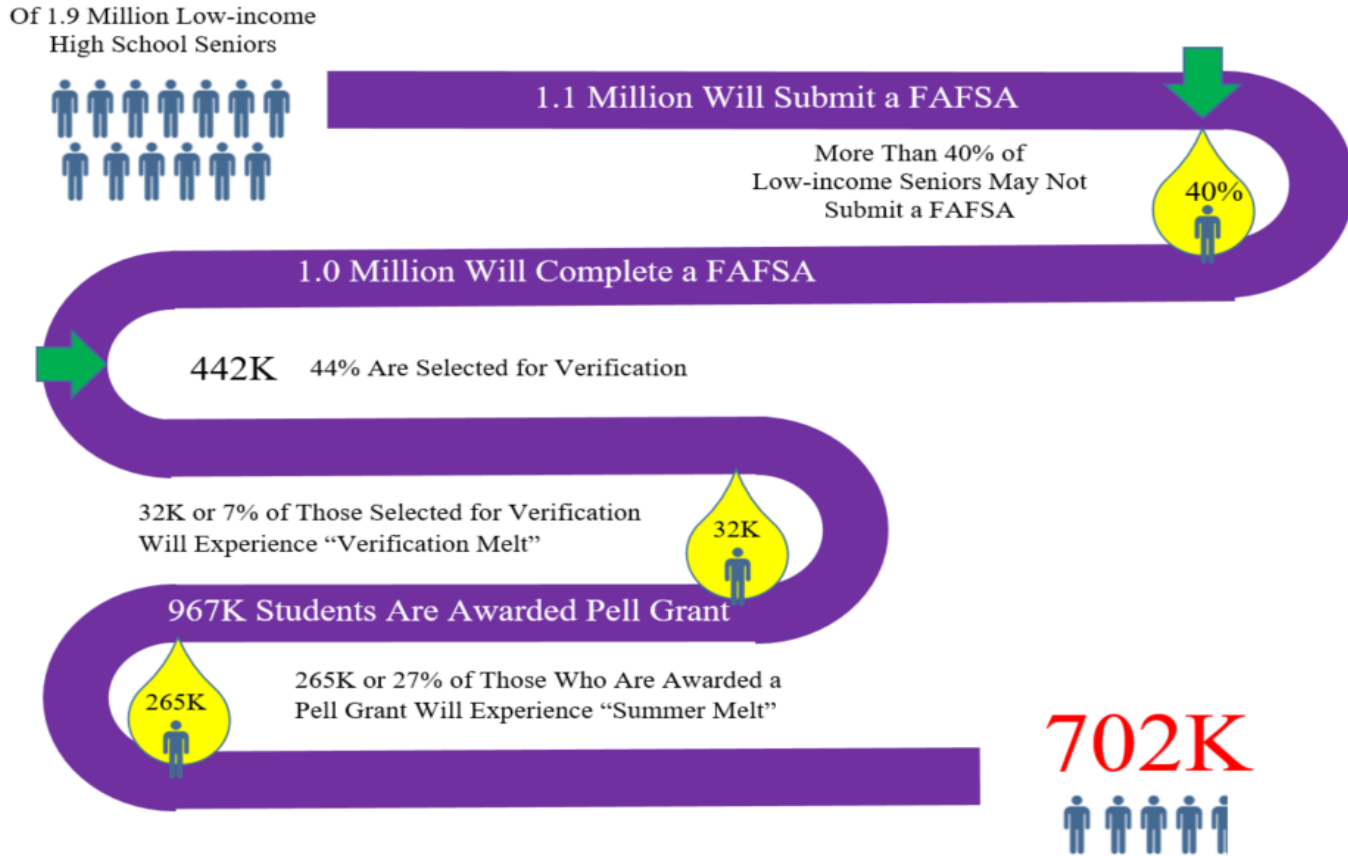 Of 1.9 Million Low-income
High School Seniors
1.1 Million Will Submit a FAFSA
More Than 40% of
Low-income Seniors May Not
Submit a FAFSA
40%
1.0 Million Will Complete a FAFSA
442K
44% Are Selected for Verification
32K or 7% of Those Selected for Verification
Will Experience “Verification Melt”
32K
967K Students Are Awarded Pell Grant
265K
265K or 27% of Those Who Are Awarded a
Pell Grant Will Experience “Summer Melt”
702K